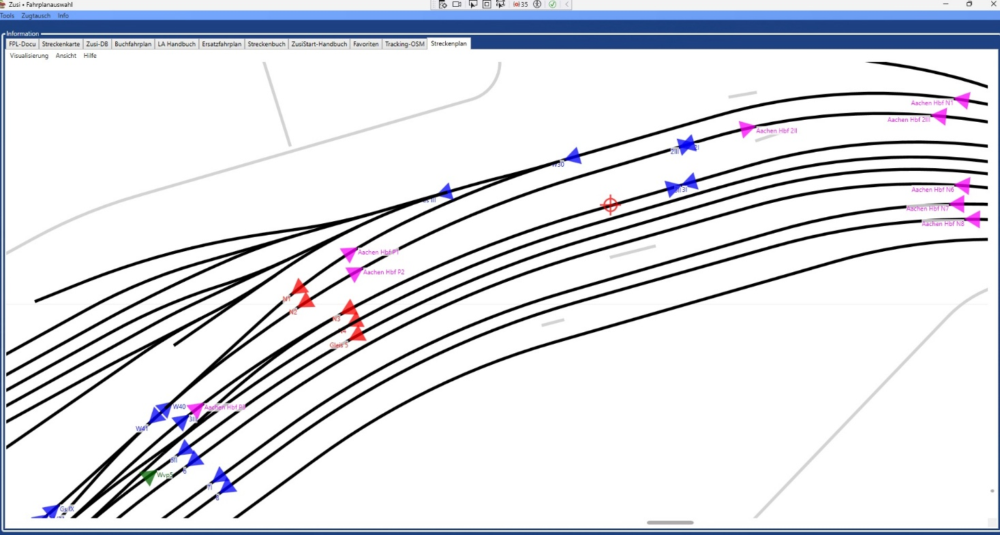 Zusi • Fahrplanauswahl
35
Tools Zugtausch Info
Information
FPL-Docu Streckenkarte Zusi-DB Buchfahrplan LA Handbuch Ersatzfahrplan Streckenbuch ZusiStart-Handbuch Favoriten Tracking-OSM Streckenplan
Visualisierung Ansicht Hilfe
Aachen Hbf N1
Aachen Hbf 2III
Aachen Hbf 2II
2III
2I
W30
3I
Aachen Hbf N6
Gs III
Aachen Hbf N7
Aachen Hbf N8
Aachen Hbf P1
Aachen Hbf P2
N1
N2
N3
N4
Gleis 5
W40
Aachen Hbf P3
3III
W41
5II
6
Wvp5
7I
8
Gs IX